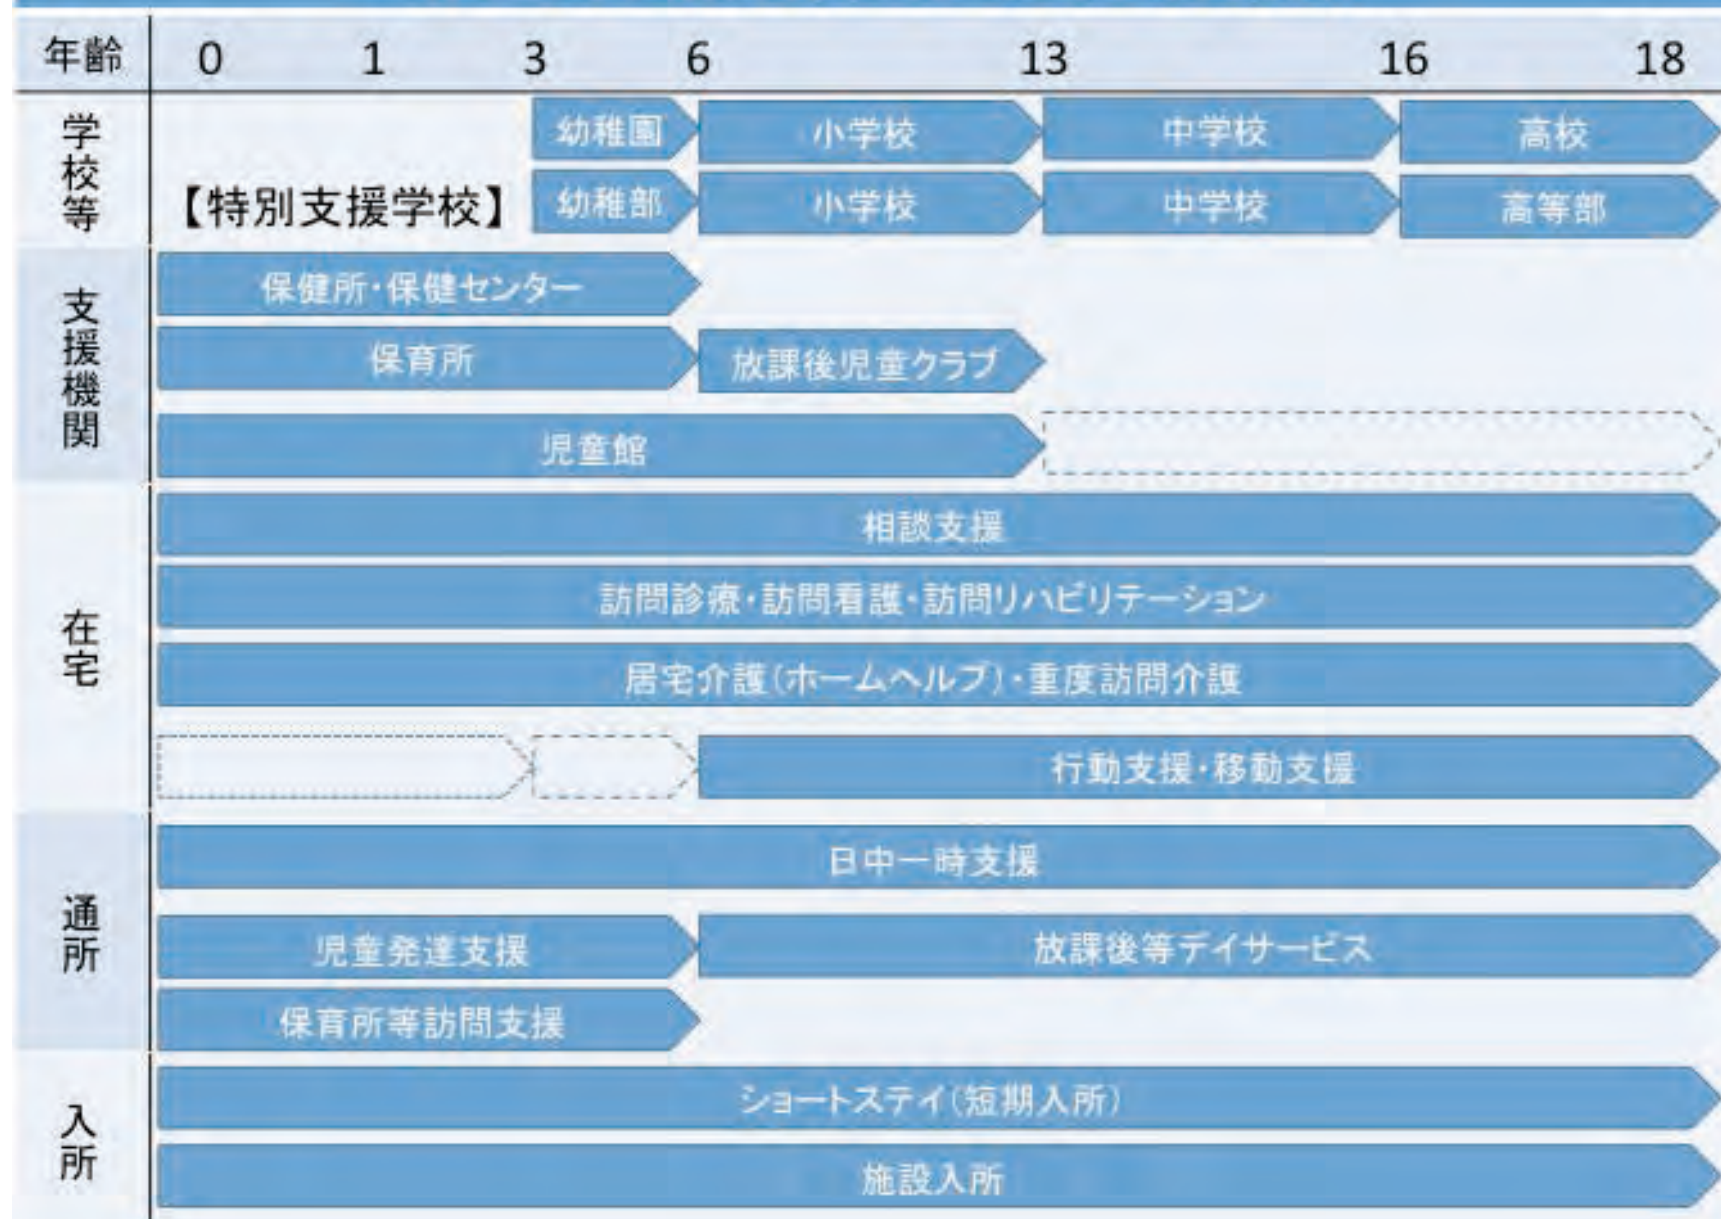 年齢 0 1 3 6 13 16 18
学校等
幼稚園 小学校 中学校 高校
【特別支援学校】 幼稚部 小学校 中学校 高等部
支援機関
保健所・保健センター
保育所 放課後児童クラブ
児童館
在宅
相談支援
訪問診療・訪問看護・訪問リハビリテーション
居宅介護(ホームヘルプ)・重度訪問介護
行動支援・移動支援
通所
日中一時支援
児童発達支援 放課後等デイサービス
保育所等訪問支援
入所
ショートステイ(短期入所)
施設入所